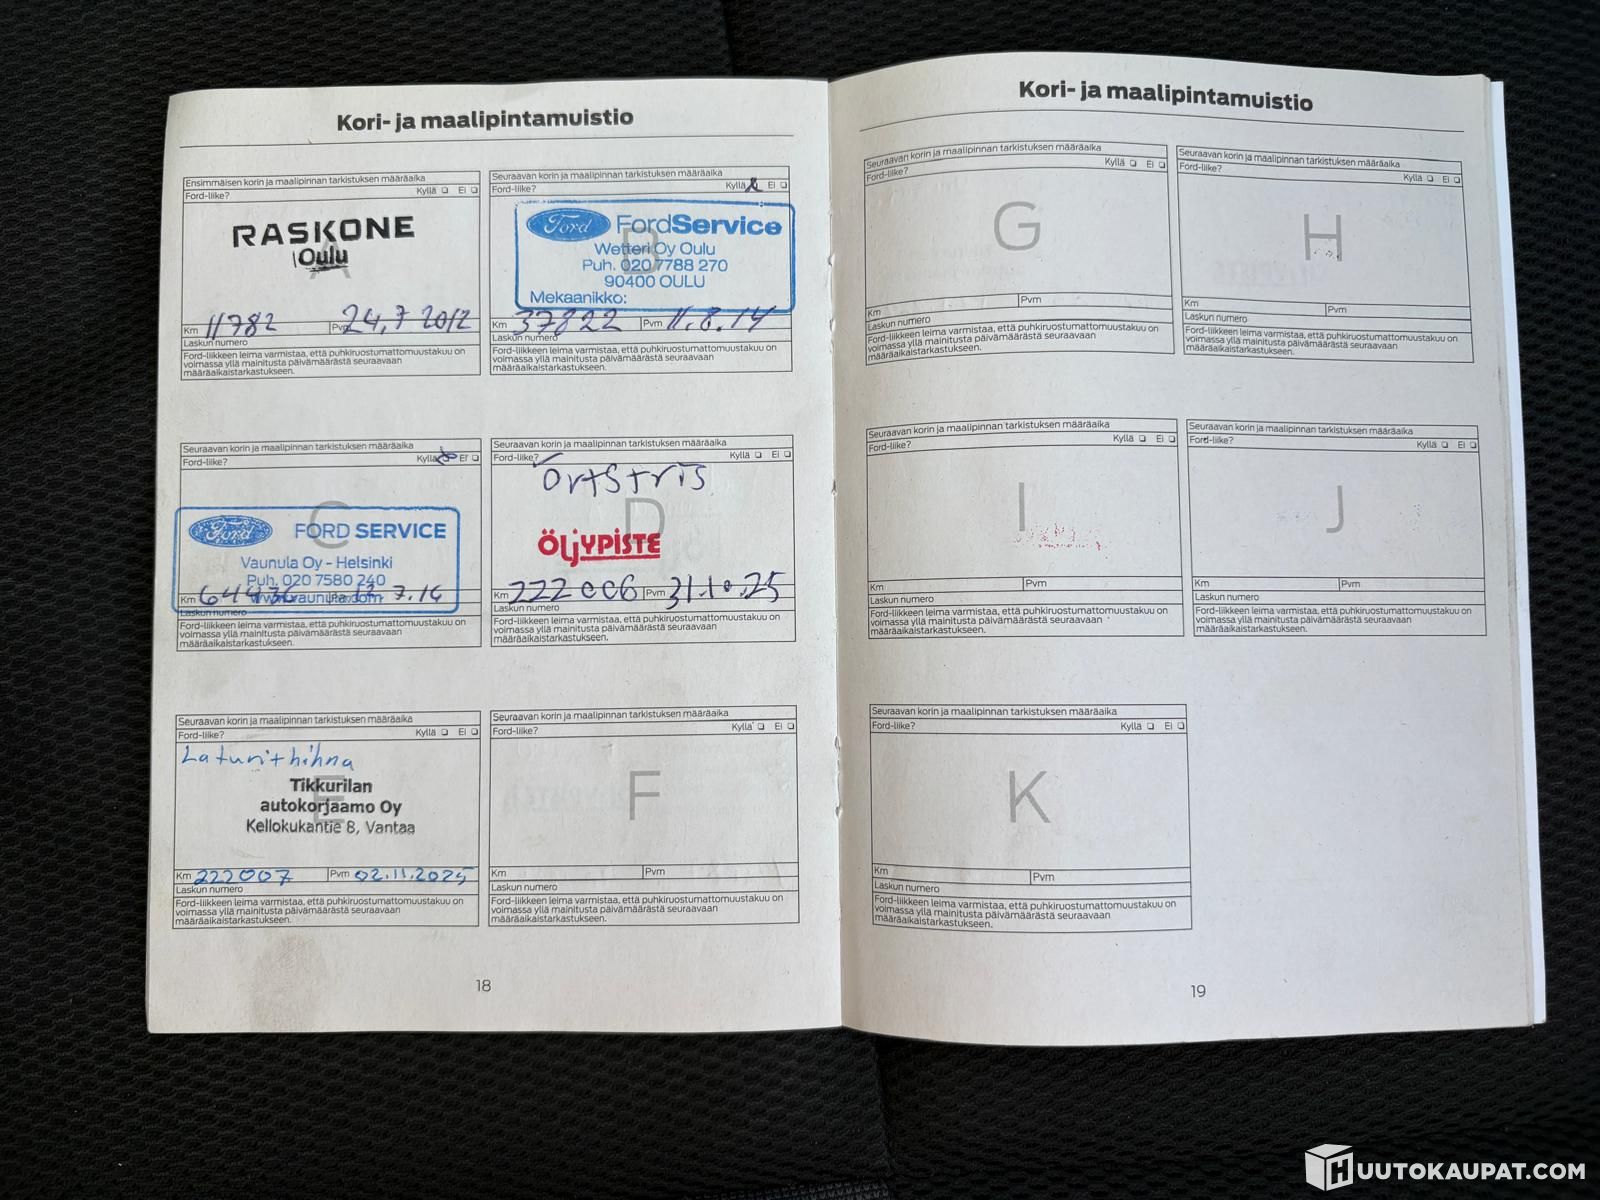 Kori- ja maalipintamuistio
Ensimmäisen korin ja maalipinnan tarkistuksen määräaika
Ford-liike? Kyllä Ei
A
RASKONE
Oulu
Km 11782 Pvm 24,7 2012
Laskun numero
Ford-liikkeen leima varmistaa, että puhkiruostumattomuustakuu on
voimassa yllä mainitusta päivämäärästä seuraavaan
määräaikaistarkastukseen.
Seuraavan korin ja maalipinnan tarkistuksen määräaika
Ford-liike? Kyllä Ei
B
Ford FordService
Wetteri Oy Oulu
Puh. 020 7788 270
90400 OULU
Mekaanikko:
Km 37822 Pvm 11.8.14
Laskun numero
Ford-liikkeen leima varmistaa, että puhkiruostumattomuustakuu on
voimassa yllä mainitusta päivämäärästä seuraavaan
määräaikaistarkastukseen.
Seuraavan korin ja maalipinnan tarkistuksen määräaika
Ford-liike? Kyllä Ei
C
Ford FORD SERVICE
Vaunula Oy - Helsinki
Puh. 020 7580 240
www.vaunula.com
Km 64436 Pvm 7.16
Laskun numero
Ford-liikkeen leima varmistaa, että puhkiruostumattomuustakuu on
voimassa yllä mainitusta päivämäärästä seuraavaan
määräaikaistarkastukseen.
Seuraavan korin ja maalipinnan tarkistuksen määräaika
Ford-liike? Kyllä Ei
D
ÖLJYPISTE
Km 222006 Pvm 31.10.25
Laskun numero
Ford-liikkeen leima varmistaa, että puhkiruostumattomuustakuu on
voimassa yllä mainitusta päivämäärästä seuraavaan
määräaikaistarkastukseen.
Seuraavan korin ja maalipinnan tarkistuksen määräaika
Ford-liike? Kyllä Ei
Laturithihna
E
Tikkurilan
autokorjaamo Oy
Kellokukantie 8, Vantaa
Km 222007 Pvm 02.11.2025
Laskun numero
Ford-liikkeen leima varmistaa, että puhkiruostumattomuustakuu on
voimassa yllä mainitusta päivämäärästä seuraavaan
määräaikaistarkastukseen.
Seuraavan korin ja maalipinnan tarkistuksen määräaika
Ford-liike? Kyllä Ei
F
Km Pvm
Laskun numero
Ford-liikkeen leima varmistaa, että puhkiruostumattomuustakuu on
voimassa yllä mainitusta päivämäärästä seuraavaan
määräaikaistarkastukseen.
18
Kori- ja maalipintamuistio
Seuraavan korin ja maalipinnan tarkistuksen määräaika
Ford-liike? Kyllä Ei
G
Km Pvm
Laskun numero
Ford-liikkeen leima varmistaa, että puhkiruostumattomuustakuu on
voimassa yllä mainitusta päivämäärästä seuraavaan
määräaikaistarkastukseen.
Seuraavan korin ja maalipinnan tarkistuksen määräaika
Ford-liike? Kyllä Ei
H
Km Pvm
Laskun numero
Ford-liikkeen leima varmistaa, että puhkiruostumattomuustakuu on
voimassa yllä mainitusta päivämäärästä seuraavaan
määräaikaistarkastukseen.
Seuraavan korin ja maalipinnan tarkistuksen määräaika
Ford-liike? Kyllä Ei
I
Km Pvm
Laskun numero
Ford-liikkeen leima varmistaa, että puhkiruostumattomuustakuu on
voimassa yllä mainitusta päivämäärästä seuraavaan
määräaikaistarkastukseen.
Seuraavan korin ja maalipinnan tarkistuksen määräaika
Ford-liike? Kyllä Ei
J
Km Pvm
Laskun numero
Ford-liikkeen leima varmistaa, että puhkiruostumattomuustakuu on
voimassa yllä mainitusta päivämäärästä seuraavaan
määräaikaistarkastukseen.
Seuraavan korin ja maalipinnan tarkistuksen määräaika
Ford-liike? Kyllä Ei
K
Km Pvm
Laskun numero
Ford-liikkeen leima varmistaa, että puhkiruostumattomuustakuu on
voimassa yllä mainitusta päivämäärästä seuraavaan
määräaikaistarkastukseen.
19
HUUTOKAUPAT.COM